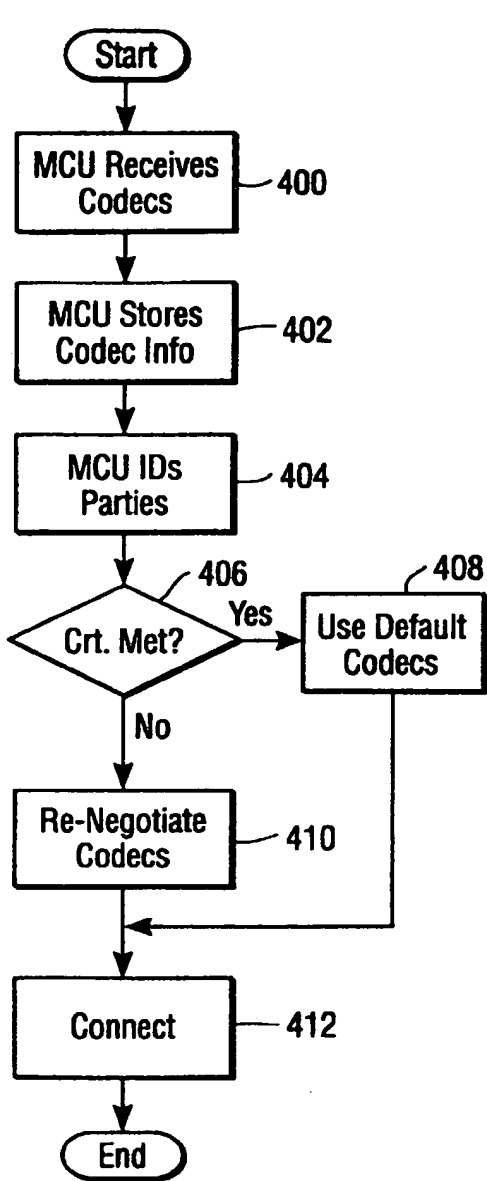 Start
MCU Receives
Codecs
400
MCU Stores
Codec Info
402
MCU IDs
Parties
404
406
Crt. Met?
Yes
408
Use Default
Codecs
No
Re-Negotiate
Codecs
410
Connect
412
End